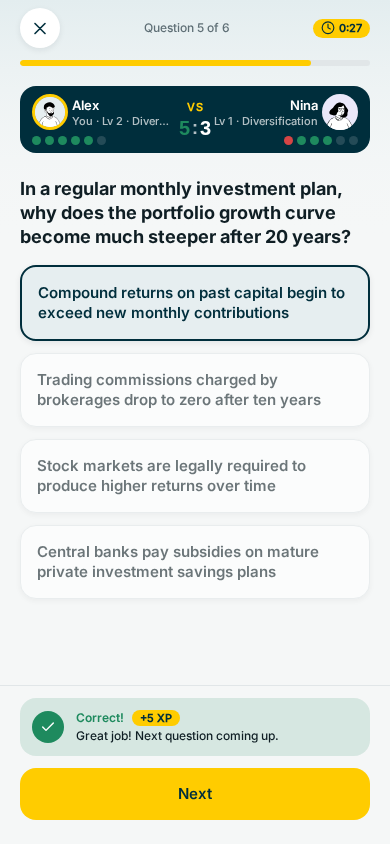 Question 5 of 6
0:27
Alex
You · Lv 2 · Diver...
VS
5:3
Nina
Lv 1 · Diversification
In a regular monthly investment plan,
why does the portfolio growth curve
become much steeper after 20 years?
Compound returns on past capital begin to
exceed new monthly contributions
Trading commissions charged by
brokerages drop to zero after ten years
Stock markets are legally required to
produce higher returns over time
Central banks pay subsidies on mature
private investment savings plans
Correct!
+5 XP
Great job! Next question coming up.
Next